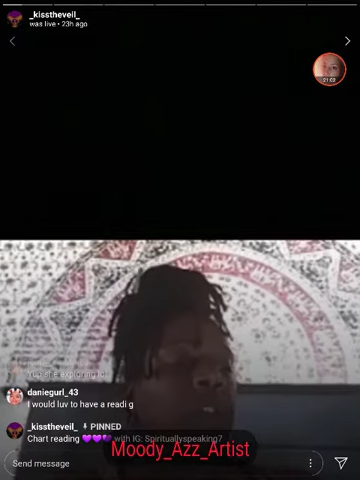 _kisstheveil_
was live • 23h ago
21:02
daniegurl_43
I would luv to have a readi g
_kisstheveil_ PINNED
Chart reading 💜💜💜 with IG: Spirituallyspeaking7
Moody_Azz_Artist
Send message